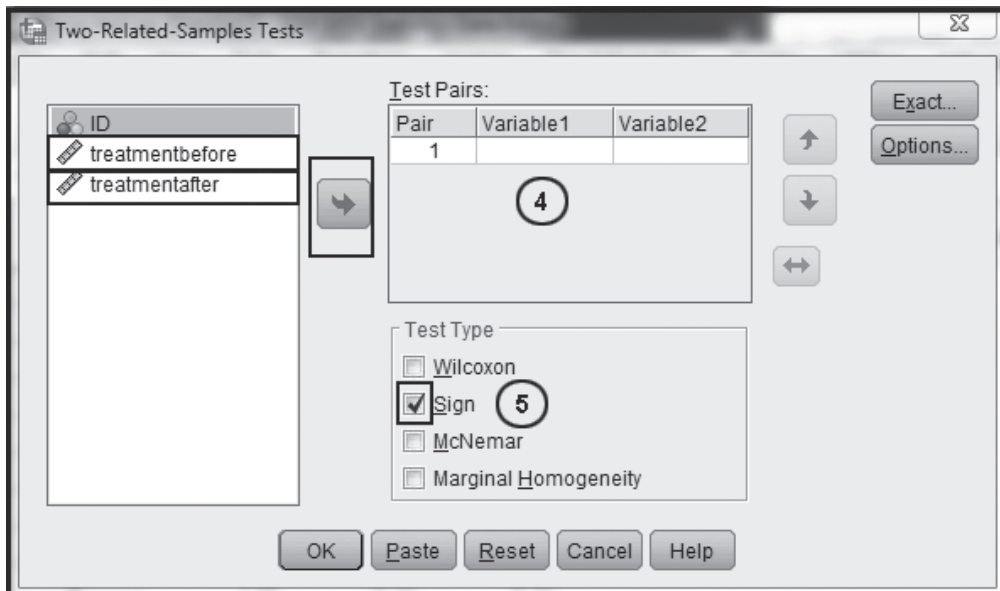 Two-Related-Samples Tests
ID
treatmentbefore
treatmentafter
Test Pairs:
Pair Variable1 Variable2
1
4
Exact...
Options...
Test Type
Wilcoxon
Sign 5
McNemar
Marginal Homogeneity
OK Paste Reset Cancel Help